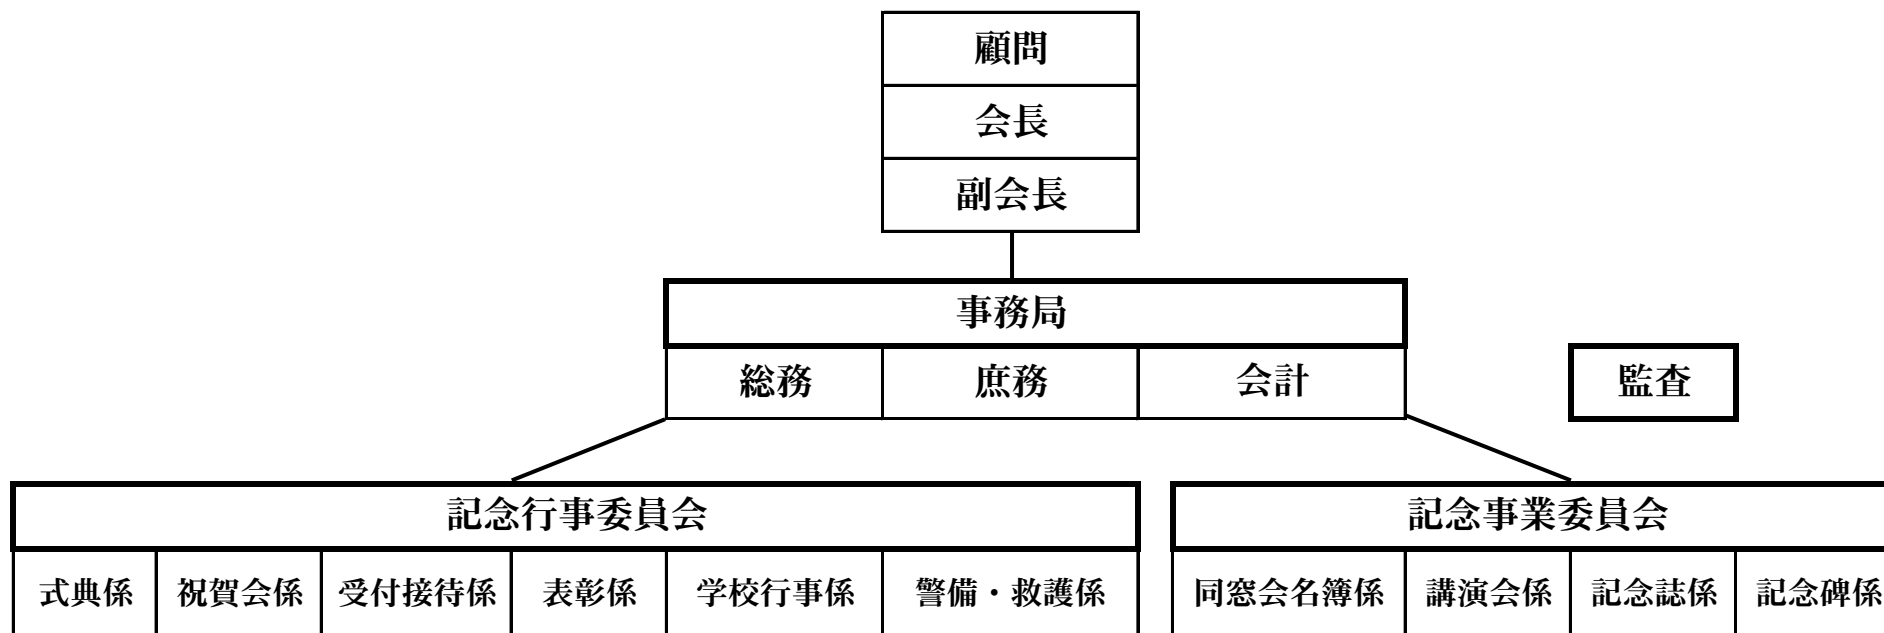 顧問
会長
副会長
事務局
総務 庶務 会計
監査
記念行事委員会
式典係 祝賀会係 受付接待係 表彰係 学校行事係 警備・救護係
記念事業委員会
同窓会名簿係 講演会係 記念誌係 記念碑係